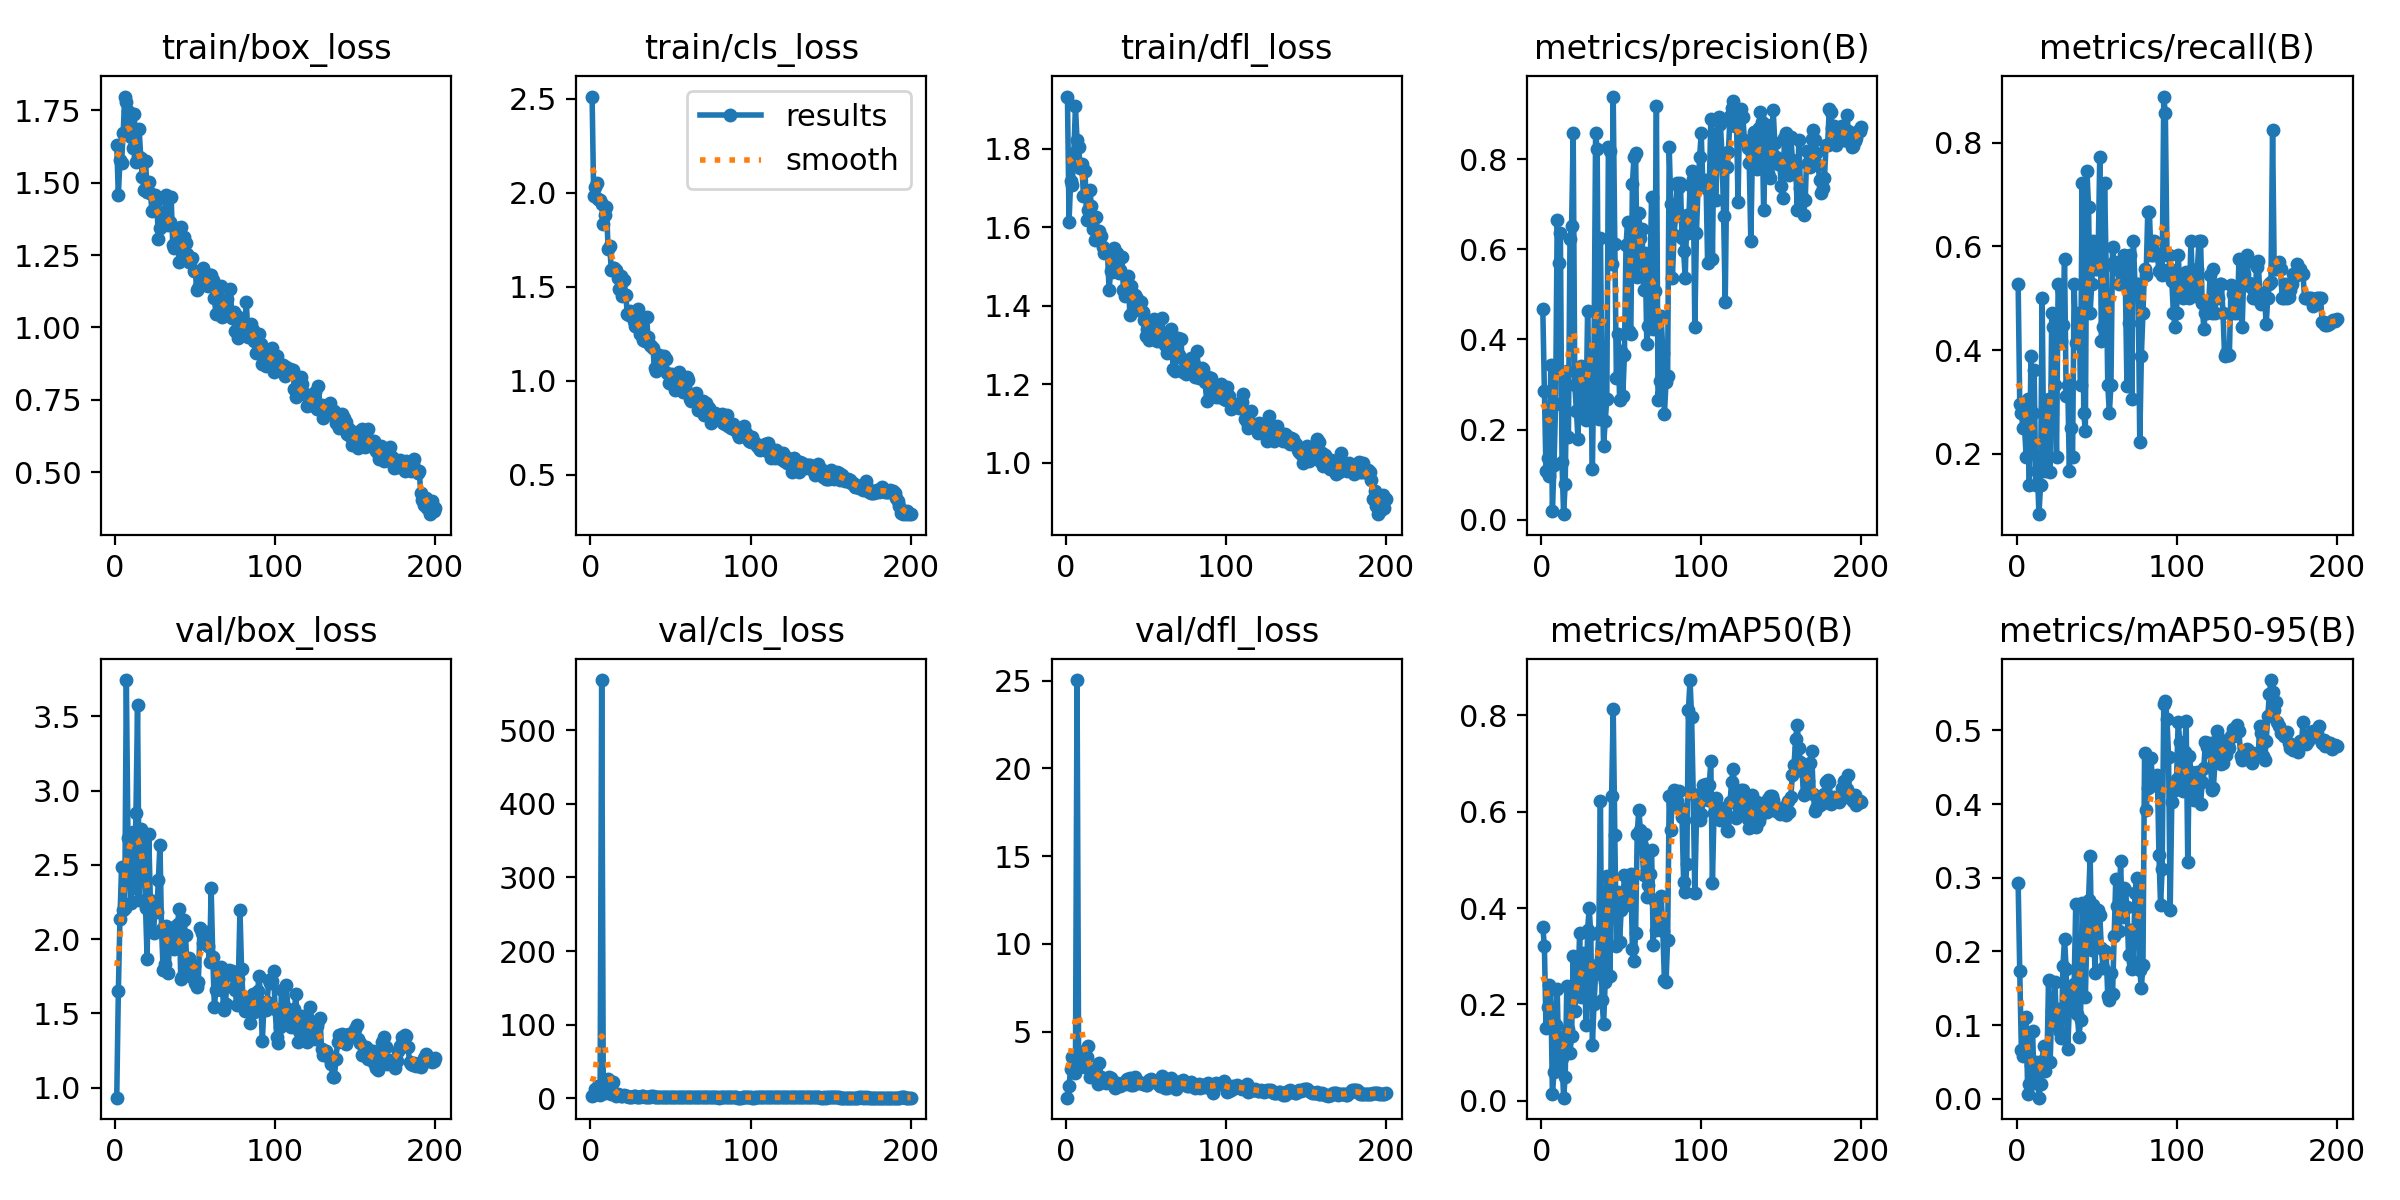 train/box_loss
1.75
1.50
1.25
1.00
0.75
0.50
0 100 200
train/cls_loss
results
smooth
2.5
2.0
1.5
1.0
0.5
0 100 200
train/dfl_loss
1.8
1.6
1.4
1.2
1.0
0 100 200
metrics/precision(B)
0.8
0.6
0.4
0.2
0.0
0 100 200
metrics/recall(B)
0.8
0.6
0.4
0.2
0 100 200
val/box_loss
3.5
3.0
2.5
2.0
1.5
1.0
0 100 200
val/cls_loss
500
400
300
200
100
0
0 100 200
val/dfl_loss
25
20
15
10
5
0 100 200
metrics/mAP50(B)
0.8
0.6
0.4
0.2
0.0
0 100 200
metrics/mAP50-95(B)
0.5
0.4
0.3
0.2
0.1
0.0
0 100 200